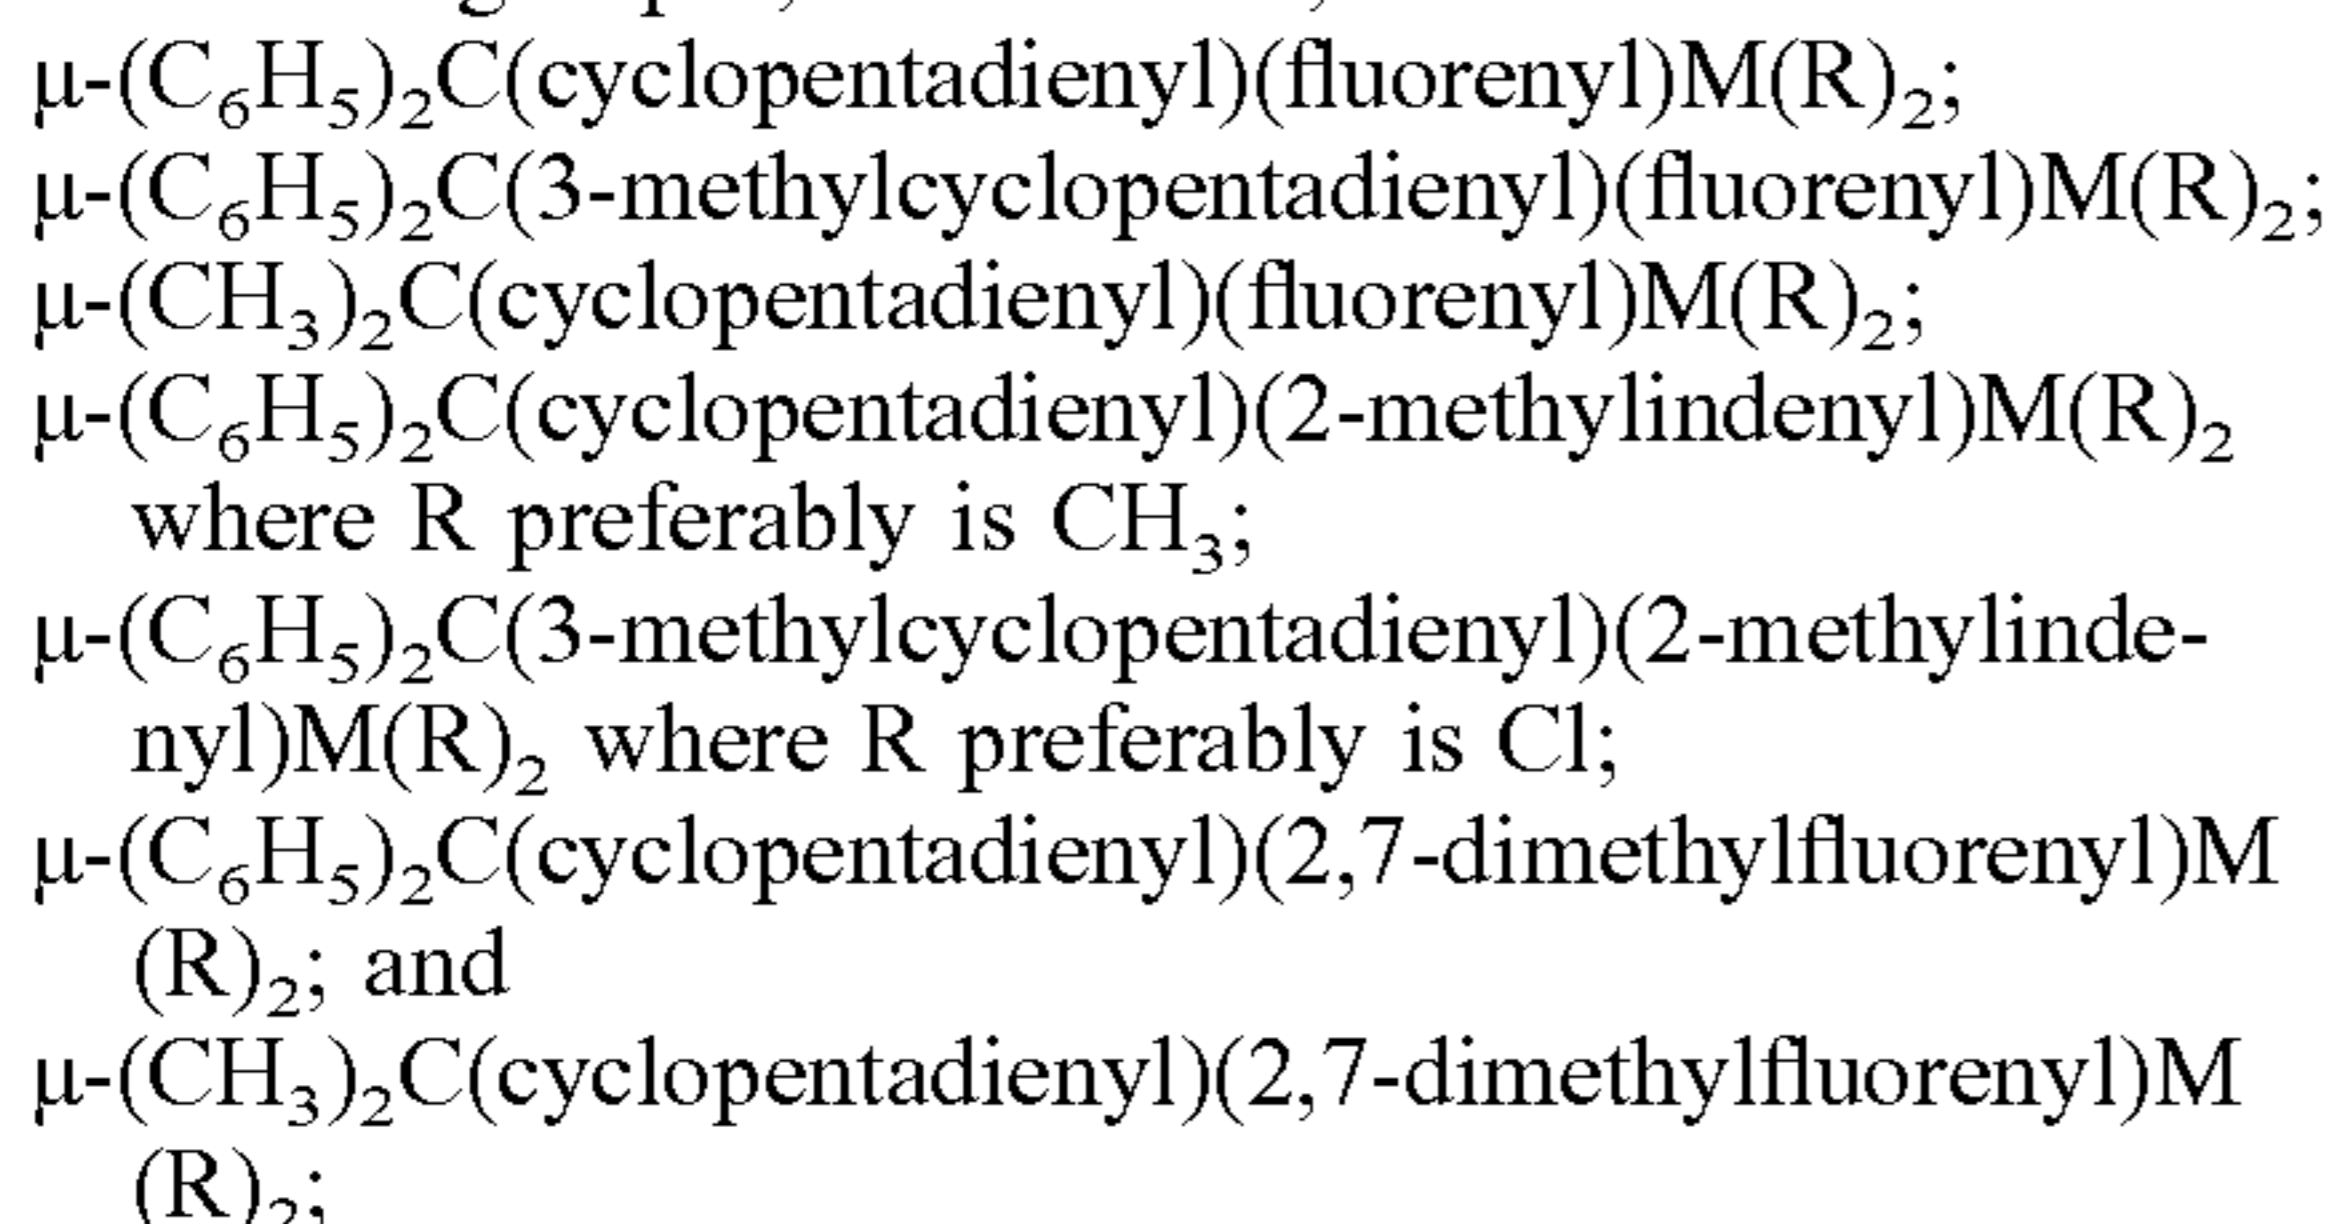 μ-(C₆H₅)₂C(cyclopentadienyl)(fluorenyl)M(R)₂;
μ-(C₆H₅)₂C(3-methylcyclopentadienyl)(fluorenyl)M(R)₂;
μ-(CH₃)₂C(cyclopentadienyl)(fluorenyl)M(R)₂;
μ-(C₆H₅)₂C(cyclopentadienyl)(2-methylindenyl)M(R)₂
where R preferably is CH₃;
μ-(C₆H₅)₂C(3-methylcyclopentadienyl)(2-methylinde-
nyl)M(R)₂ where R preferably is Cl;
μ-(C₆H₅)₂C(cyclopentadienyl)(2,7-dimethylfluorenyl)M
(R)₂; and
μ-(CH₃)₂C(cyclopentadienyl)(2,7-dimethylfluorenyl)M
(R)₂;